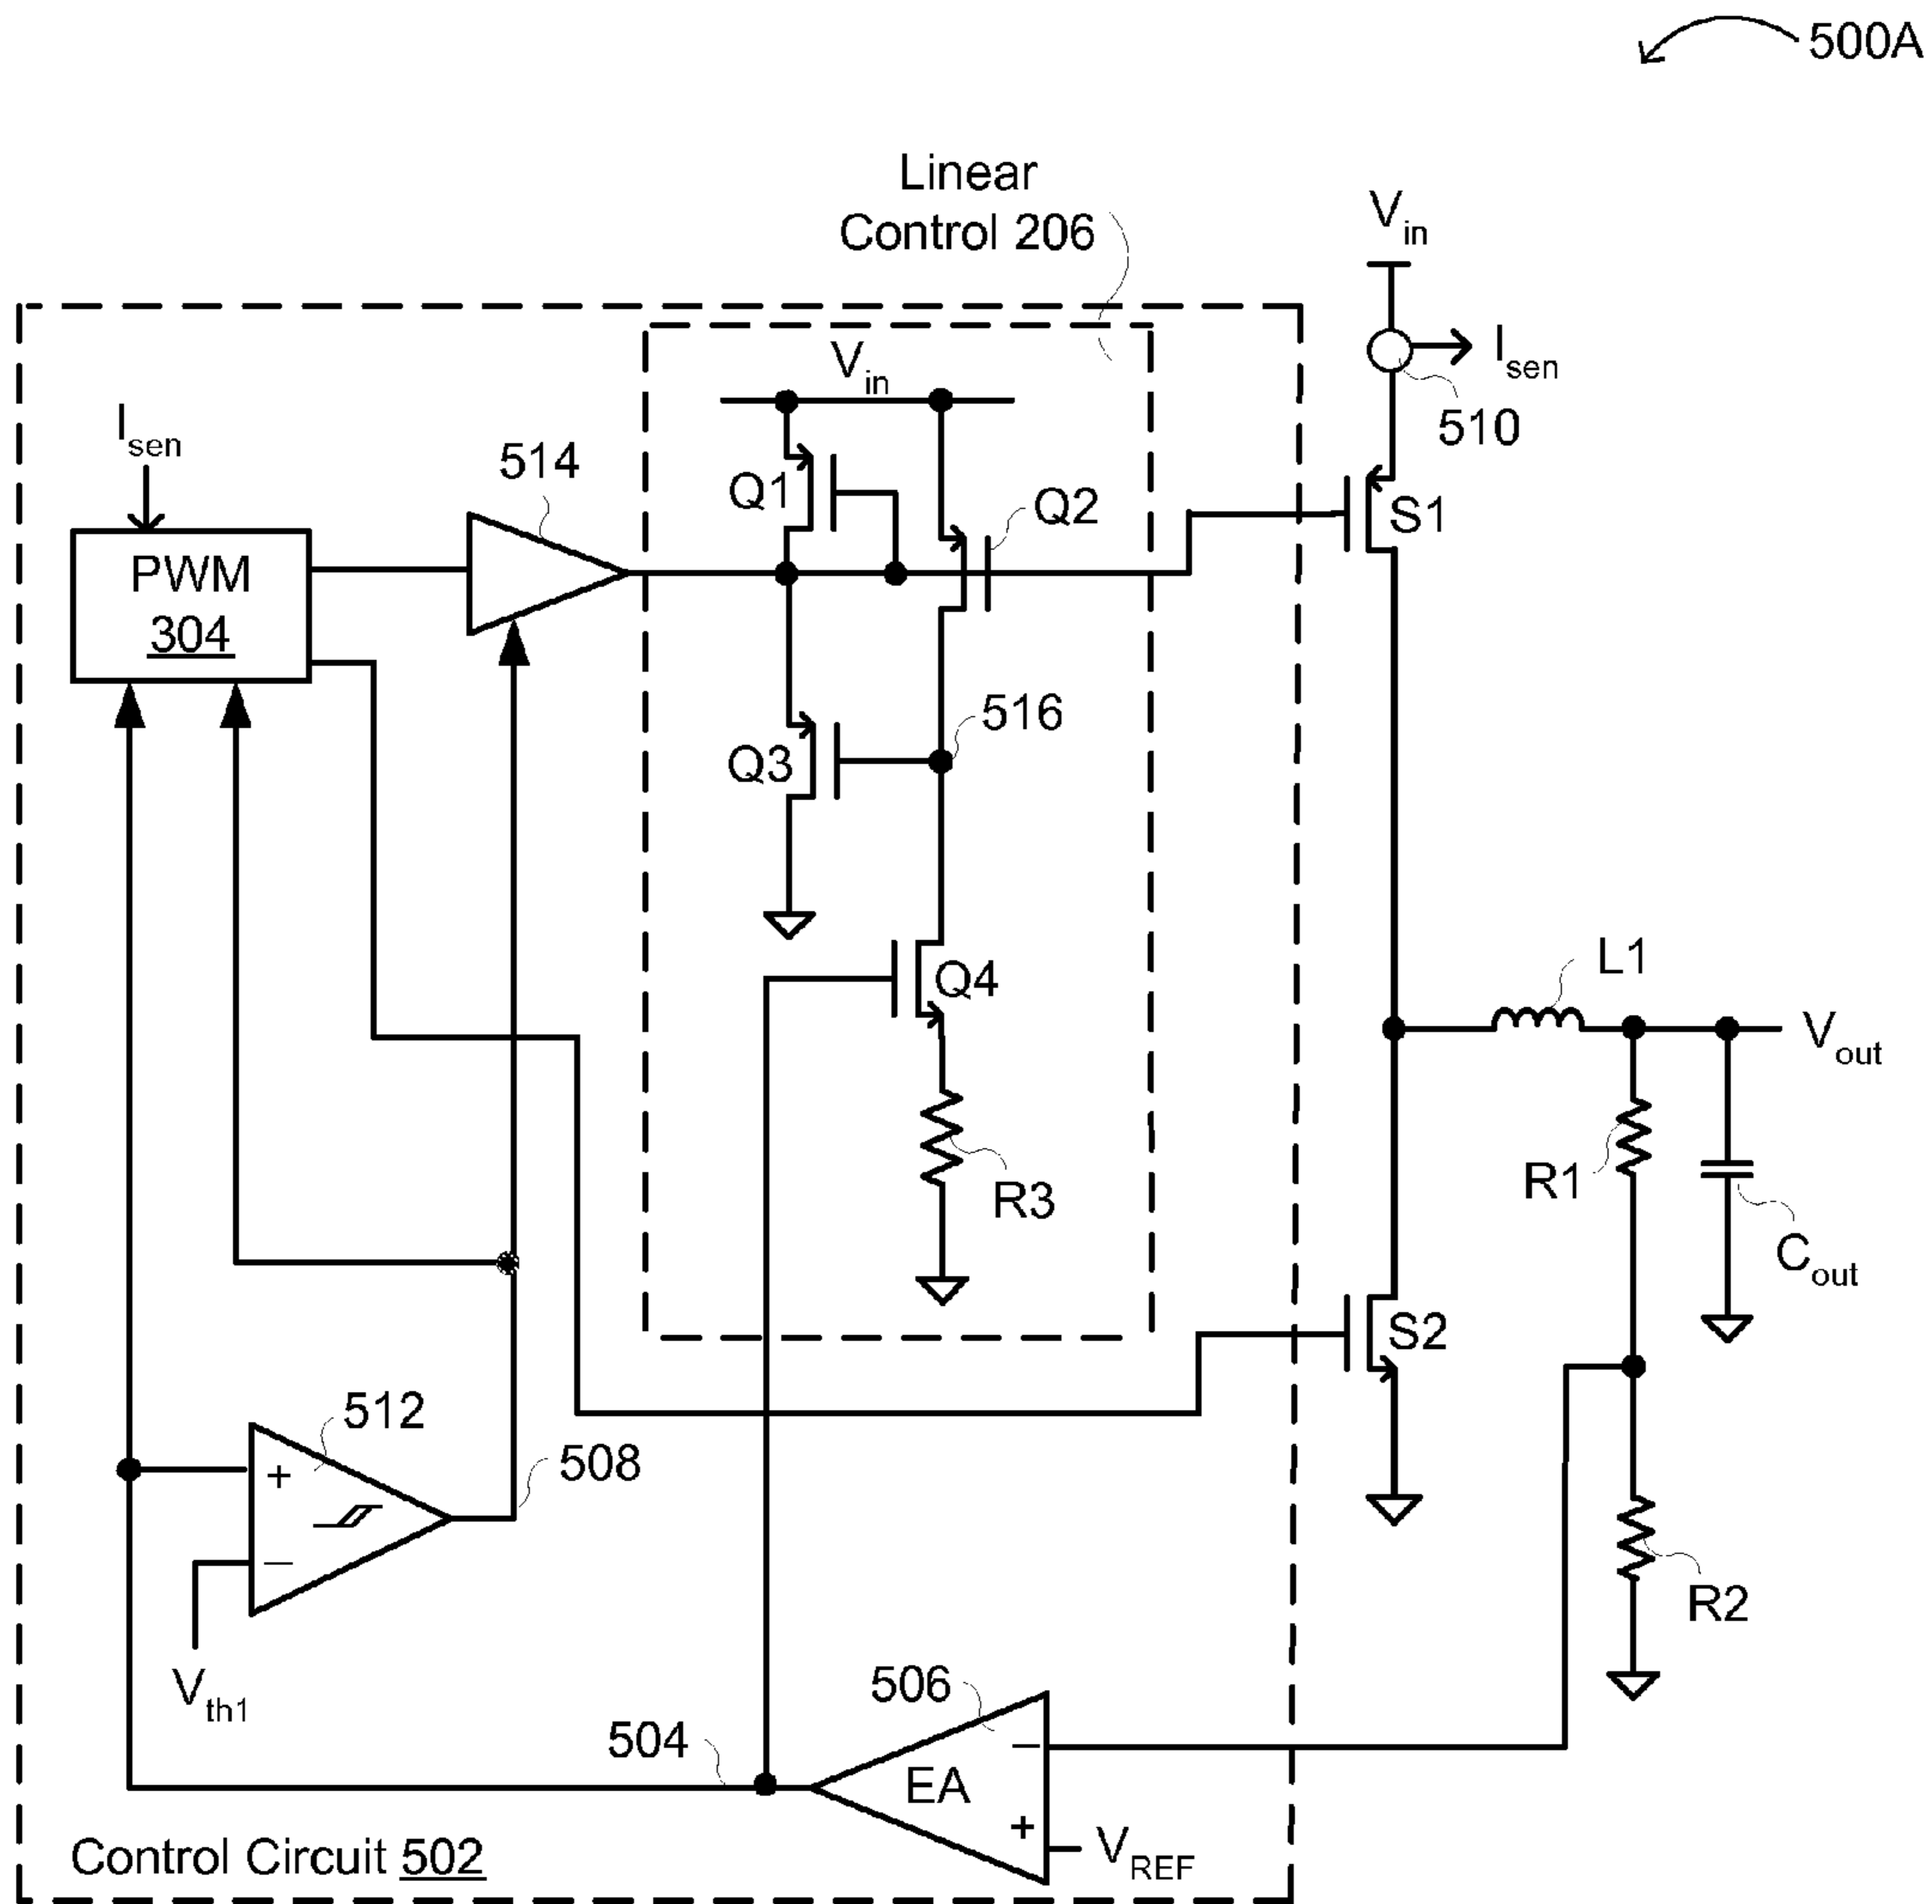 500A
Linear
Control 206
Vin
Vin
Isen
510
Isen
514
Q1
Q2
S1
PWM
304
516
Q3
Q4
L1
Vout
R1
R3
Cout
S2
512
+
−
508
R2
Vth1
506
504
−
EA
+
VREF
Control Circuit 502